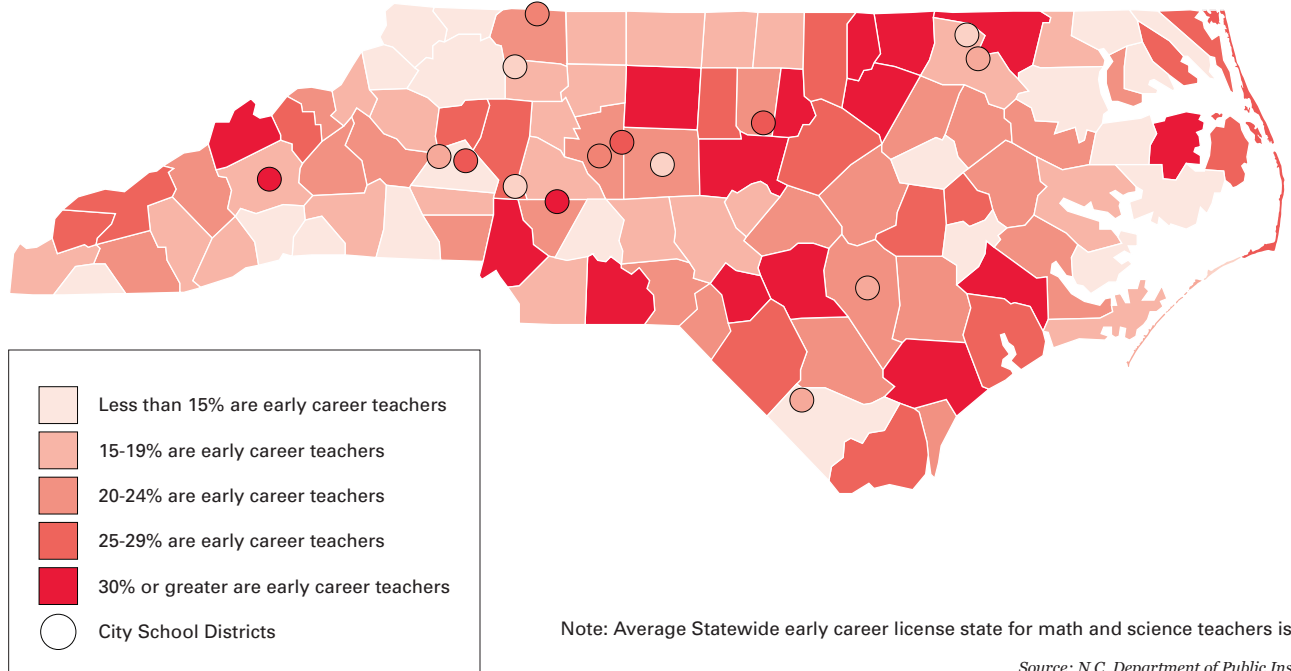 Less than 15% are early career teachers
15-19% are early career teachers
20-24% are early career teachers
25-29% are early career teachers
30% or greater are early career teachers
City School Districts
Note: Average Statewide early career license state for math and science teachers is
Source: N.C. Department of Public